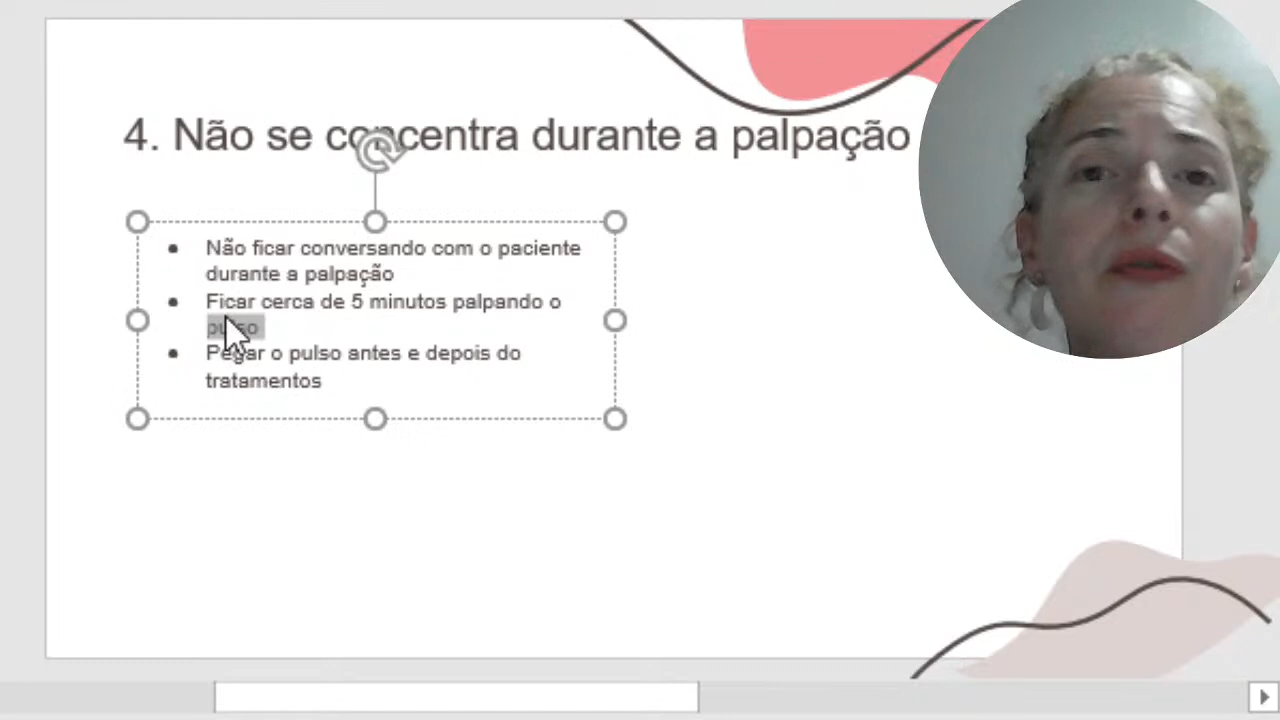 4. Não se concentra durante a palpação
● Não ficar conversando com o paciente
durante a palpação
● Ficar cerca de 5 minutos palpando o
pulso
● Pegar o pulso antes e depois do
tratamentos